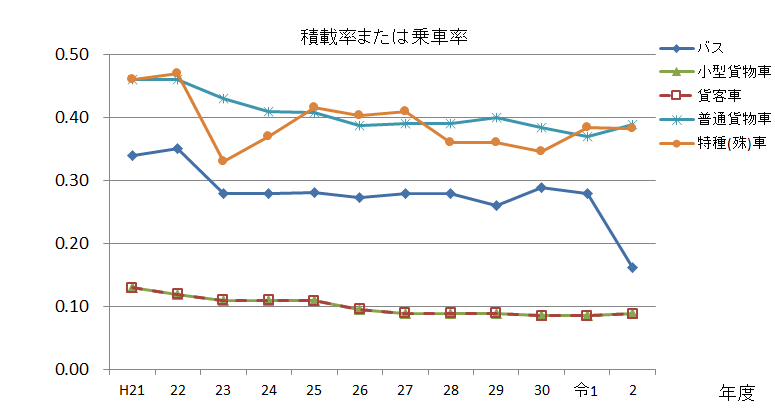 積載率または乗車率
0.50
0.40
0.30
0.20
0.10
0.00
H21 22 23 24 25 26 27 28 29 30 令1 2
年度
バス
小型貨物車
貨客車
普通貨物車
特種(殊)車